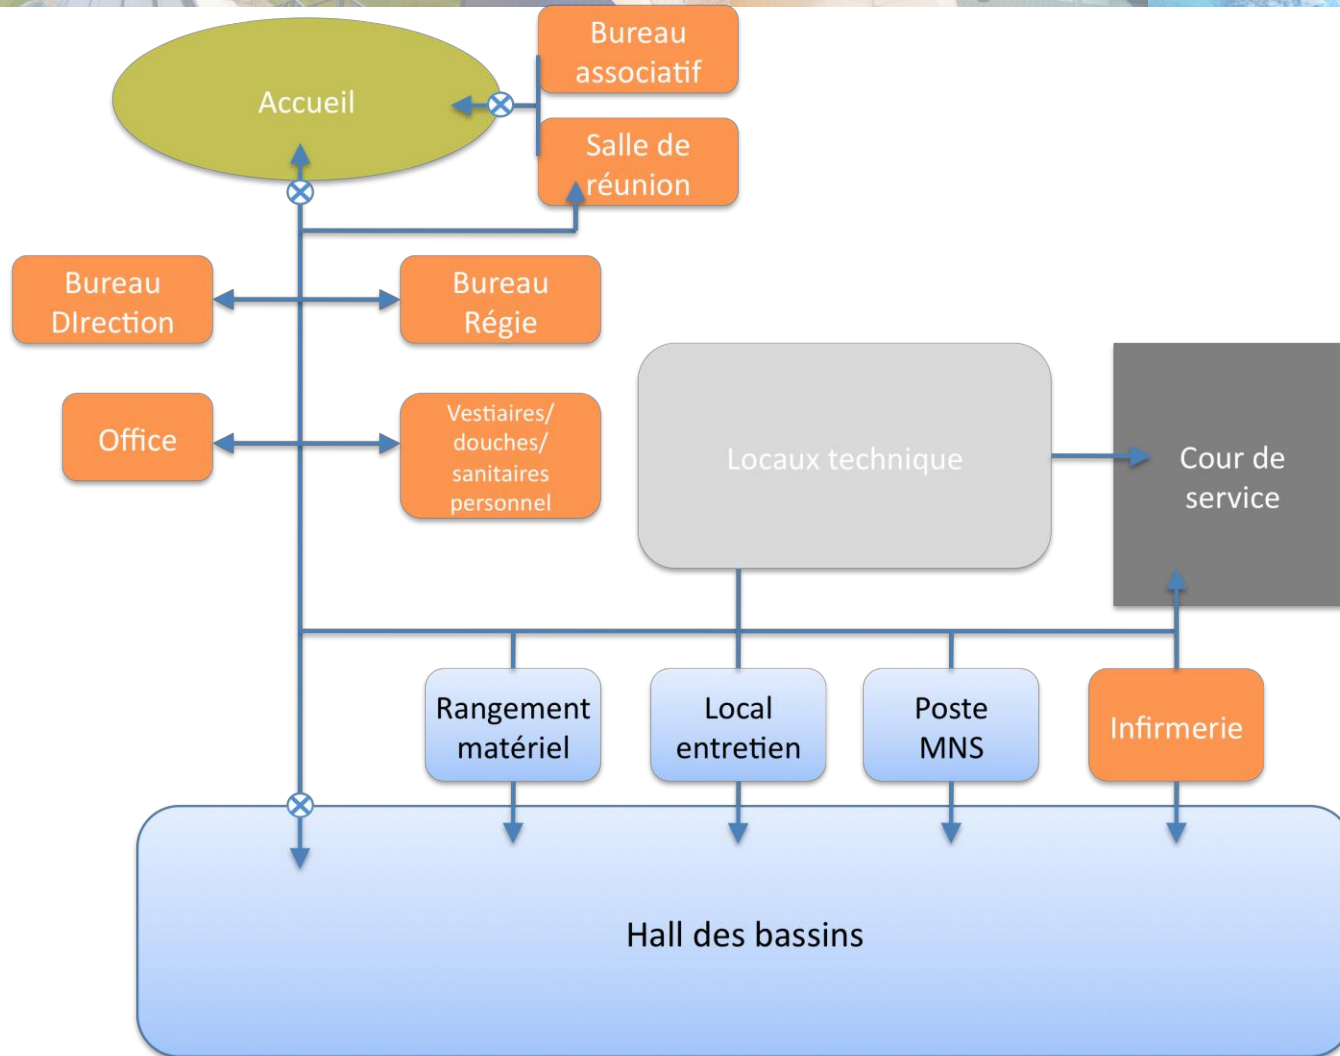 Bureau
associatif
Accueil
Salle de
réunion
Bureau
DIrection
Bureau
Régie
Office
Vestiaires/
douches/
sanitaires
personnel
Locaux technique
Cour de
service
Rangement
matériel
Local
entretien
Poste
MNS
Infirmerie
Hall des bassins